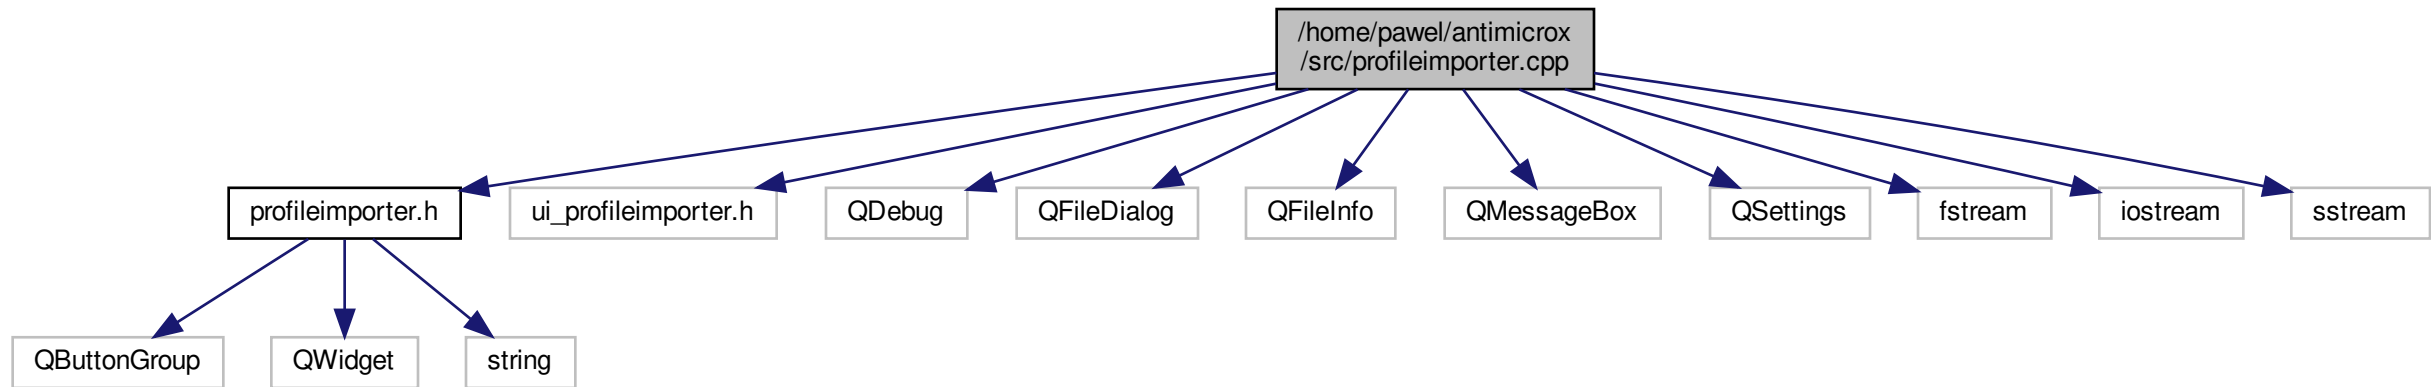 /home/pawel/antimicrox
/src/profileimporter.cpp
profileimporter.h
ui_profileimporter.h
QDebug
QFileDialog
QFileInfo
QMessageBox
QSettings
fstream
iostream
sstream
QButtonGroup
QWidget
string